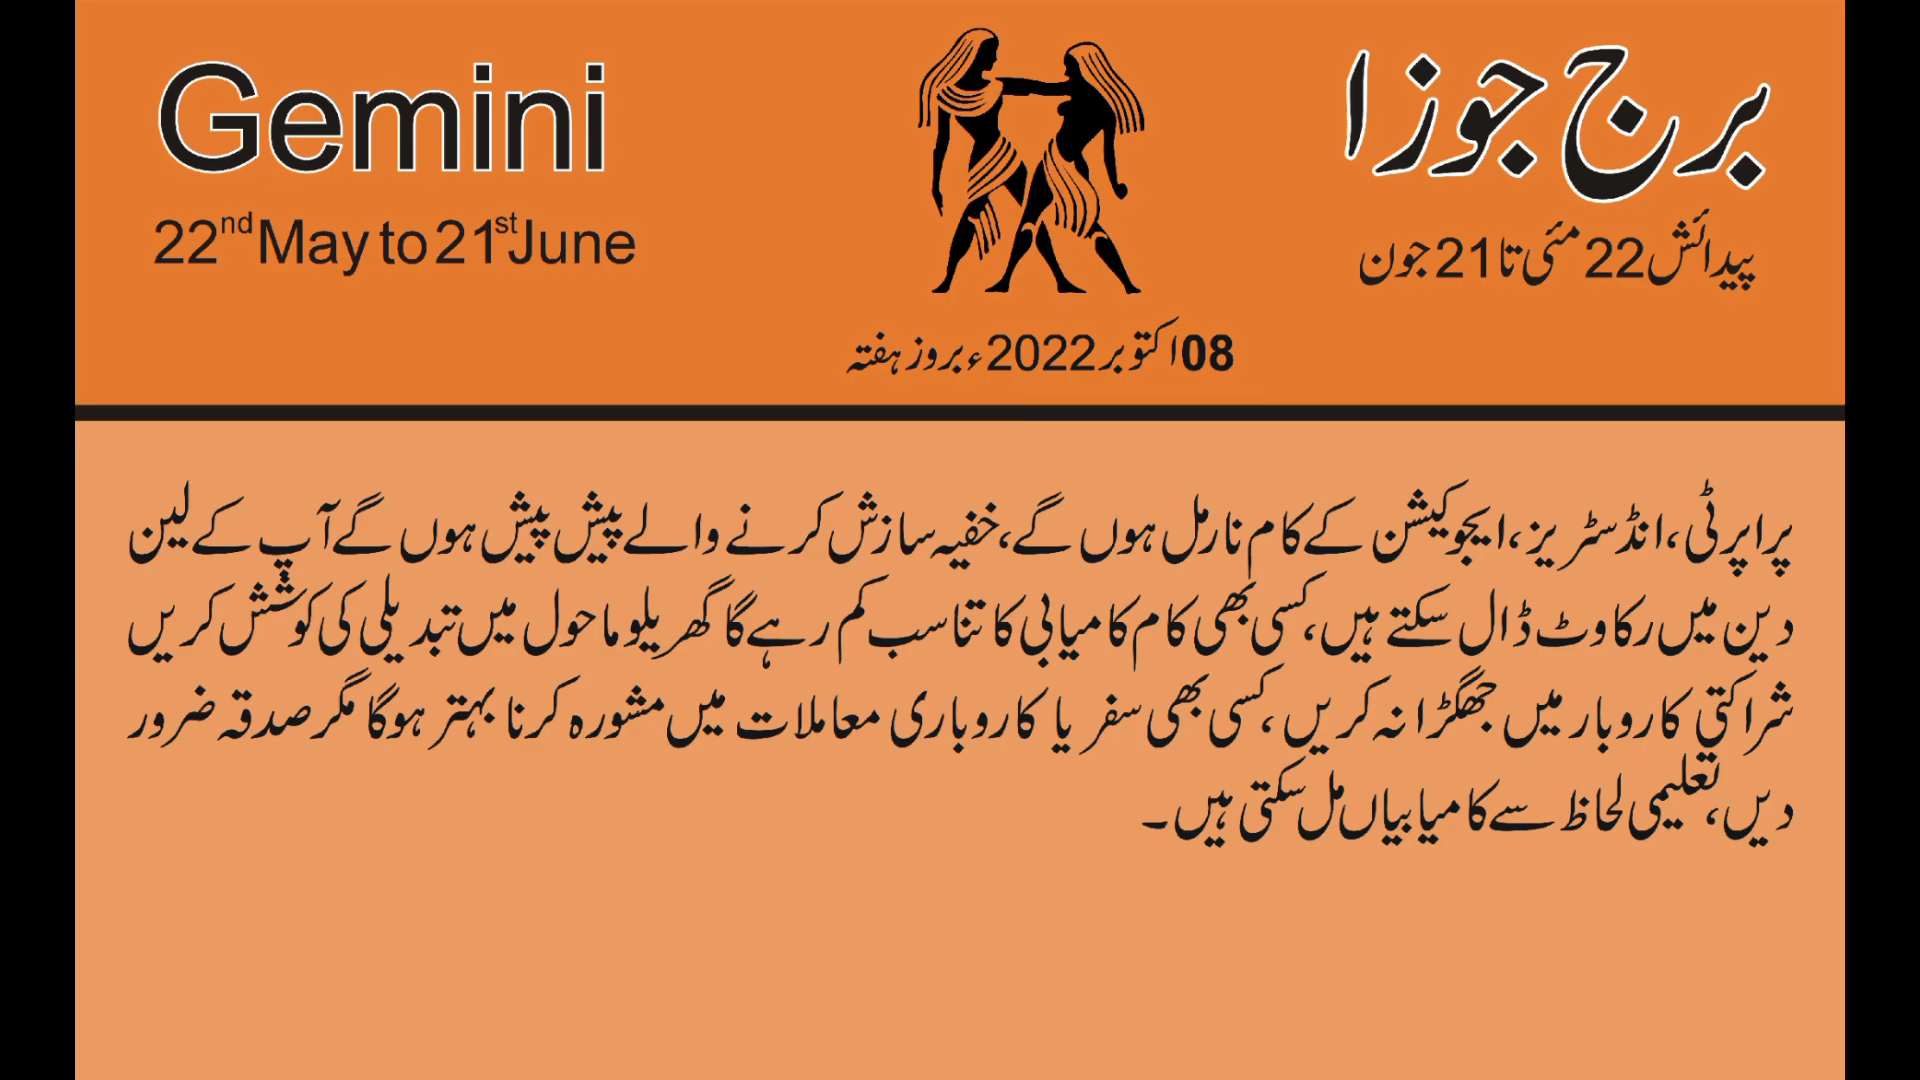 Gemini
22nd May to 21st June
برج جوزا
پیدائش 22 مئی تا 21 جون
08 اکتوبر 2022ء بروز ہفتہ
پراپرٹی، انڈسٹریز، ایجوکیشن کے کام نارمل ہوں گے، خفیہ سازش کرنے والے پیش پیش ہوں گے آپ کے لین
دین میں رکاوٹ ڈال سکتے ہیں، کسی بھی کام کامیابی کا تناسب کم رہے گا گھریلو ماحول میں تبدیلی کی کوشش کریں
شراکتی کاروبار میں جھگڑا نہ کریں، کسی بھی سفر یا کاروباری معاملات میں مشورہ کرنا بہتر ہوگا مگر صدقہ ضرور
دیں، تعلیمی لحاظ سے کامیابیاں مل سکتی ہیں۔